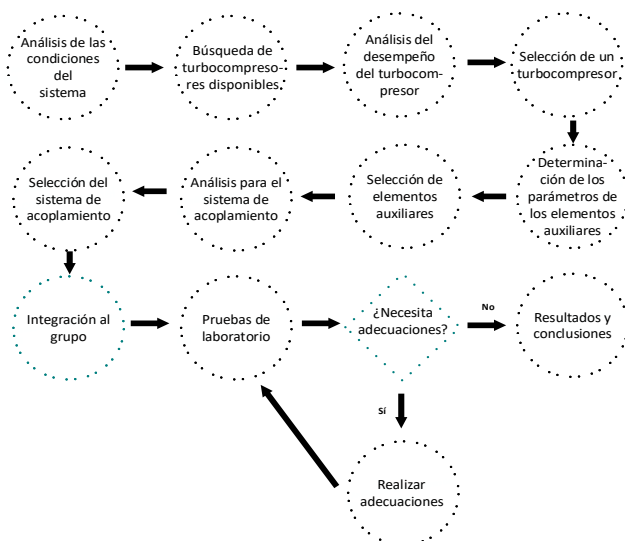 Análisis de las
condiciones
del
sistema
Búsqueda de
turbocompreso-
res disponibles
Análisis del
desempeño
del turbocom-
presor
Selección de un
turbocompresor
Selección del
sistema de
acoplamiento
Análisis para el
sistema de
acoplamiento
Selección de
elementos
auxiliares
Determina-
ción de los
parámetros de
los elementos
auxiliares
Integración al
grupo
Pruebas de
laboratorio
¿Necesita
adecuaciones?
No
Resultados y
conclusiones
Sí
Realizar
adecuaciones